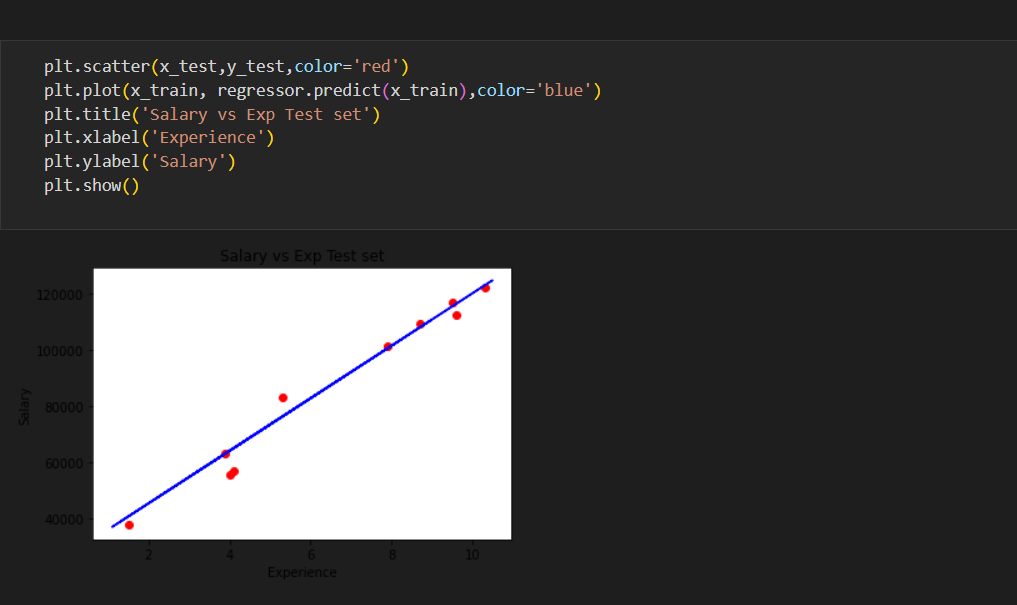 plt.scatter(x_test,y_test,color='red')
plt.plot(x_train, regressor.predict(x_train),color='blue')
plt.title('Salary vs Exp Test set')
plt.xlabel('Experience')
plt.ylabel('Salary')
plt.show()
Salary vs Exp Test set
120000
100000
80000
60000
40000
Salary
2 4 6 8 10
Experience